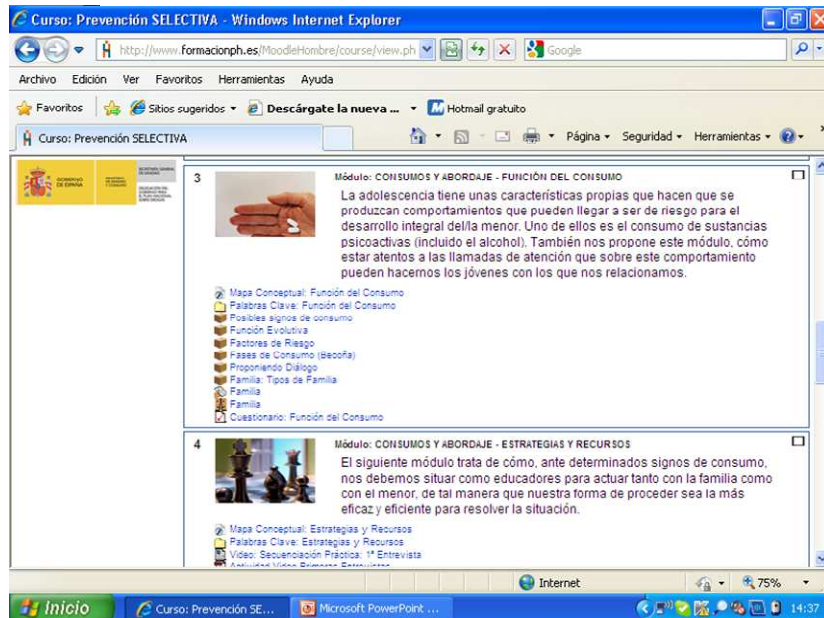 Curso: Prevención SELECTIVA - Windows Internet Explorer
http://www.formacionph.es/MoodleHombre/course/view.ph
Google
Archivo Edición Ver Favoritos Herramientas Ayuda
Favoritos Sitios sugeridos Descárgate la nueva ... Hotmail gratuito
Curso: Prevención SELECTIVA
Página Seguridad Herramientas
GOBIERNO DE ESPAÑA
3 Módulo: CONSUMOS Y ABORDAJE - FUNCIÓN DEL CONSUMO
La adolescencia tiene unas características propias que hacen que se
produzcan comportamientos que pueden llegar a ser de riesgo para el
desarrollo integral del/la menor. Uno de ellos es el consumo de sustancias
psicoactivas (incluido el alcohol). También nos propone este módulo, cómo
estar atentos a las llamadas de atención que sobre este comportamiento
pueden hacernos los jóvenes con los que nos relacionamos.
Mapa Conceptual: Función del Consumo
Palabras Clave: Función del Consumo
Posibles signos de consumo
Función Evolutiva
Factores de Riesgo
Fases de Consumo (Becoña)
Proponiendo Diálogo
Familia: Tipos de Familia
Familia
Familia
Cuestionario: Función del Consumo
4 Módulo: CONSUMOS Y ABORDAJE - ESTRATEGIAS Y RECURSOS
El siguiente módulo trata de cómo, ante determinados signos de consumo,
nos debemos situar como educadores para actuar tanto con la familia como
con el menor, de tal manera que nuestra forma de proceder sea la más
eficaz y eficiente para resolver la situación.
Mapa Conceptual: Estrategias y Recursos
Palabras Clave: Estrategias y Recursos
Video: Secuenciación Práctica: 1ª Entrevista
Actividad Video Primeras Entrevistas
Internet 75%
Inicio Curso: Prevención SE... Microsoft PowerPoint ... 14:37